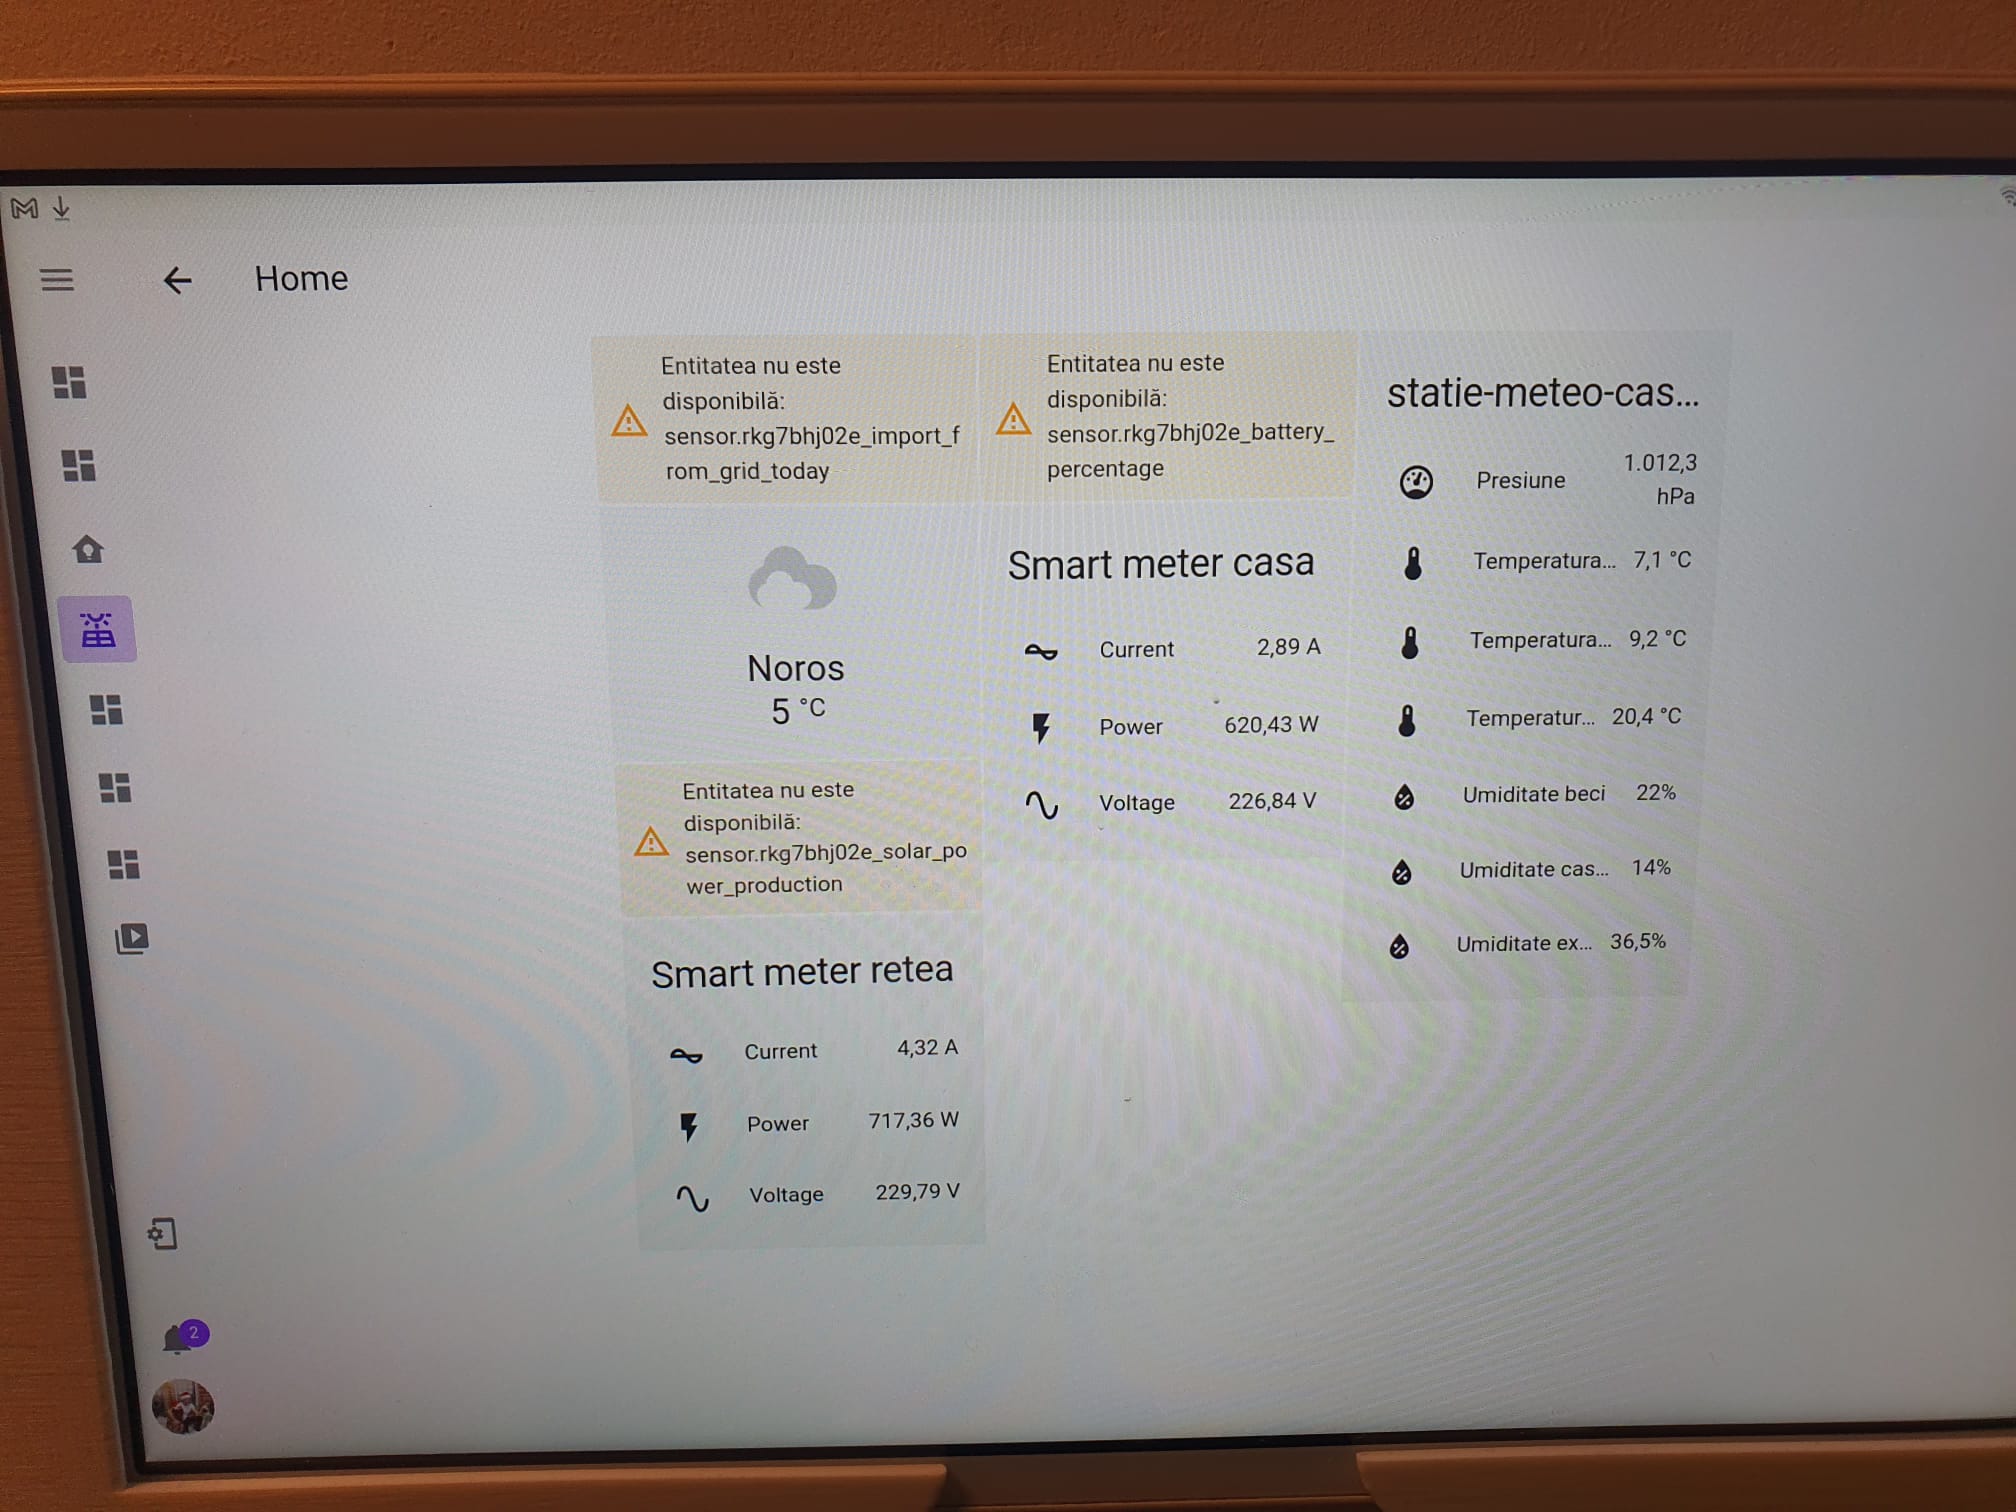 Home
Entitatea nu este
disponibilă:
sensor.rkg7bhj02e_import_f
rom_grid_today
Noros
5 °C
Entitatea nu este
disponibilă:
sensor.rkg7bhj02e_solar_po
wer_production
Smart meter retea
Current 4,32 A
Power 717,36 W
Voltage 229,79 V
Entitatea nu este
disponibilă:
sensor.rkg7bhj02e_battery_
percentage
Smart meter casa
Current 2,89 A
Power 620,43 W
Voltage 226,84 V
statie-meteo-cas...
Presiune 1.012,3
hPa
Temperatura... 7,1 °C
Temperatura... 9,2 °C
Temperatur... 20,4 °C
Umiditate beci 22%
Umiditate cas... 14%
Umiditate ex... 36,5%
2